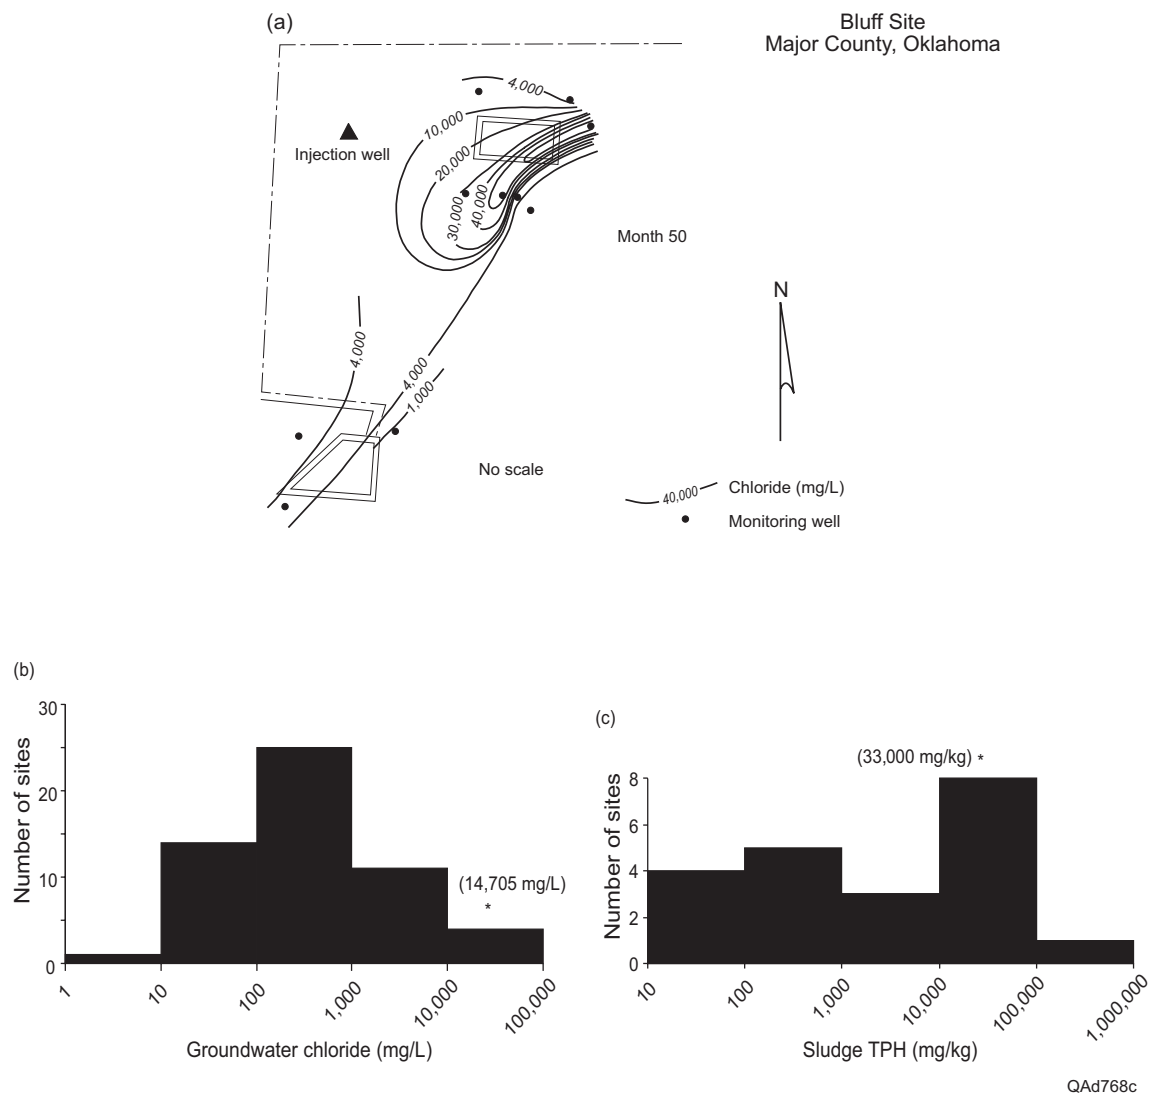 (a)
Bluff Site
Major County, Oklahoma
4,000
10,000
20,000
30,000
40,000
Injection well
Month 50
N
4,000
4,000
1,000
No scale
40,000
Chloride (mg/L)
Monitoring well
(b)
Number of sites
30
20
10
0
(14,705 mg/L)
*
1
10
100
1,000
10,000
100,000
Groundwater chloride (mg/L)
(c)
Number of sites
(33,000 mg/kg) *
8
6
4
2
0
10
100
1,000
10,000
100,000
1,000,000
Sludge TPH (mg/kg)
QAd768c